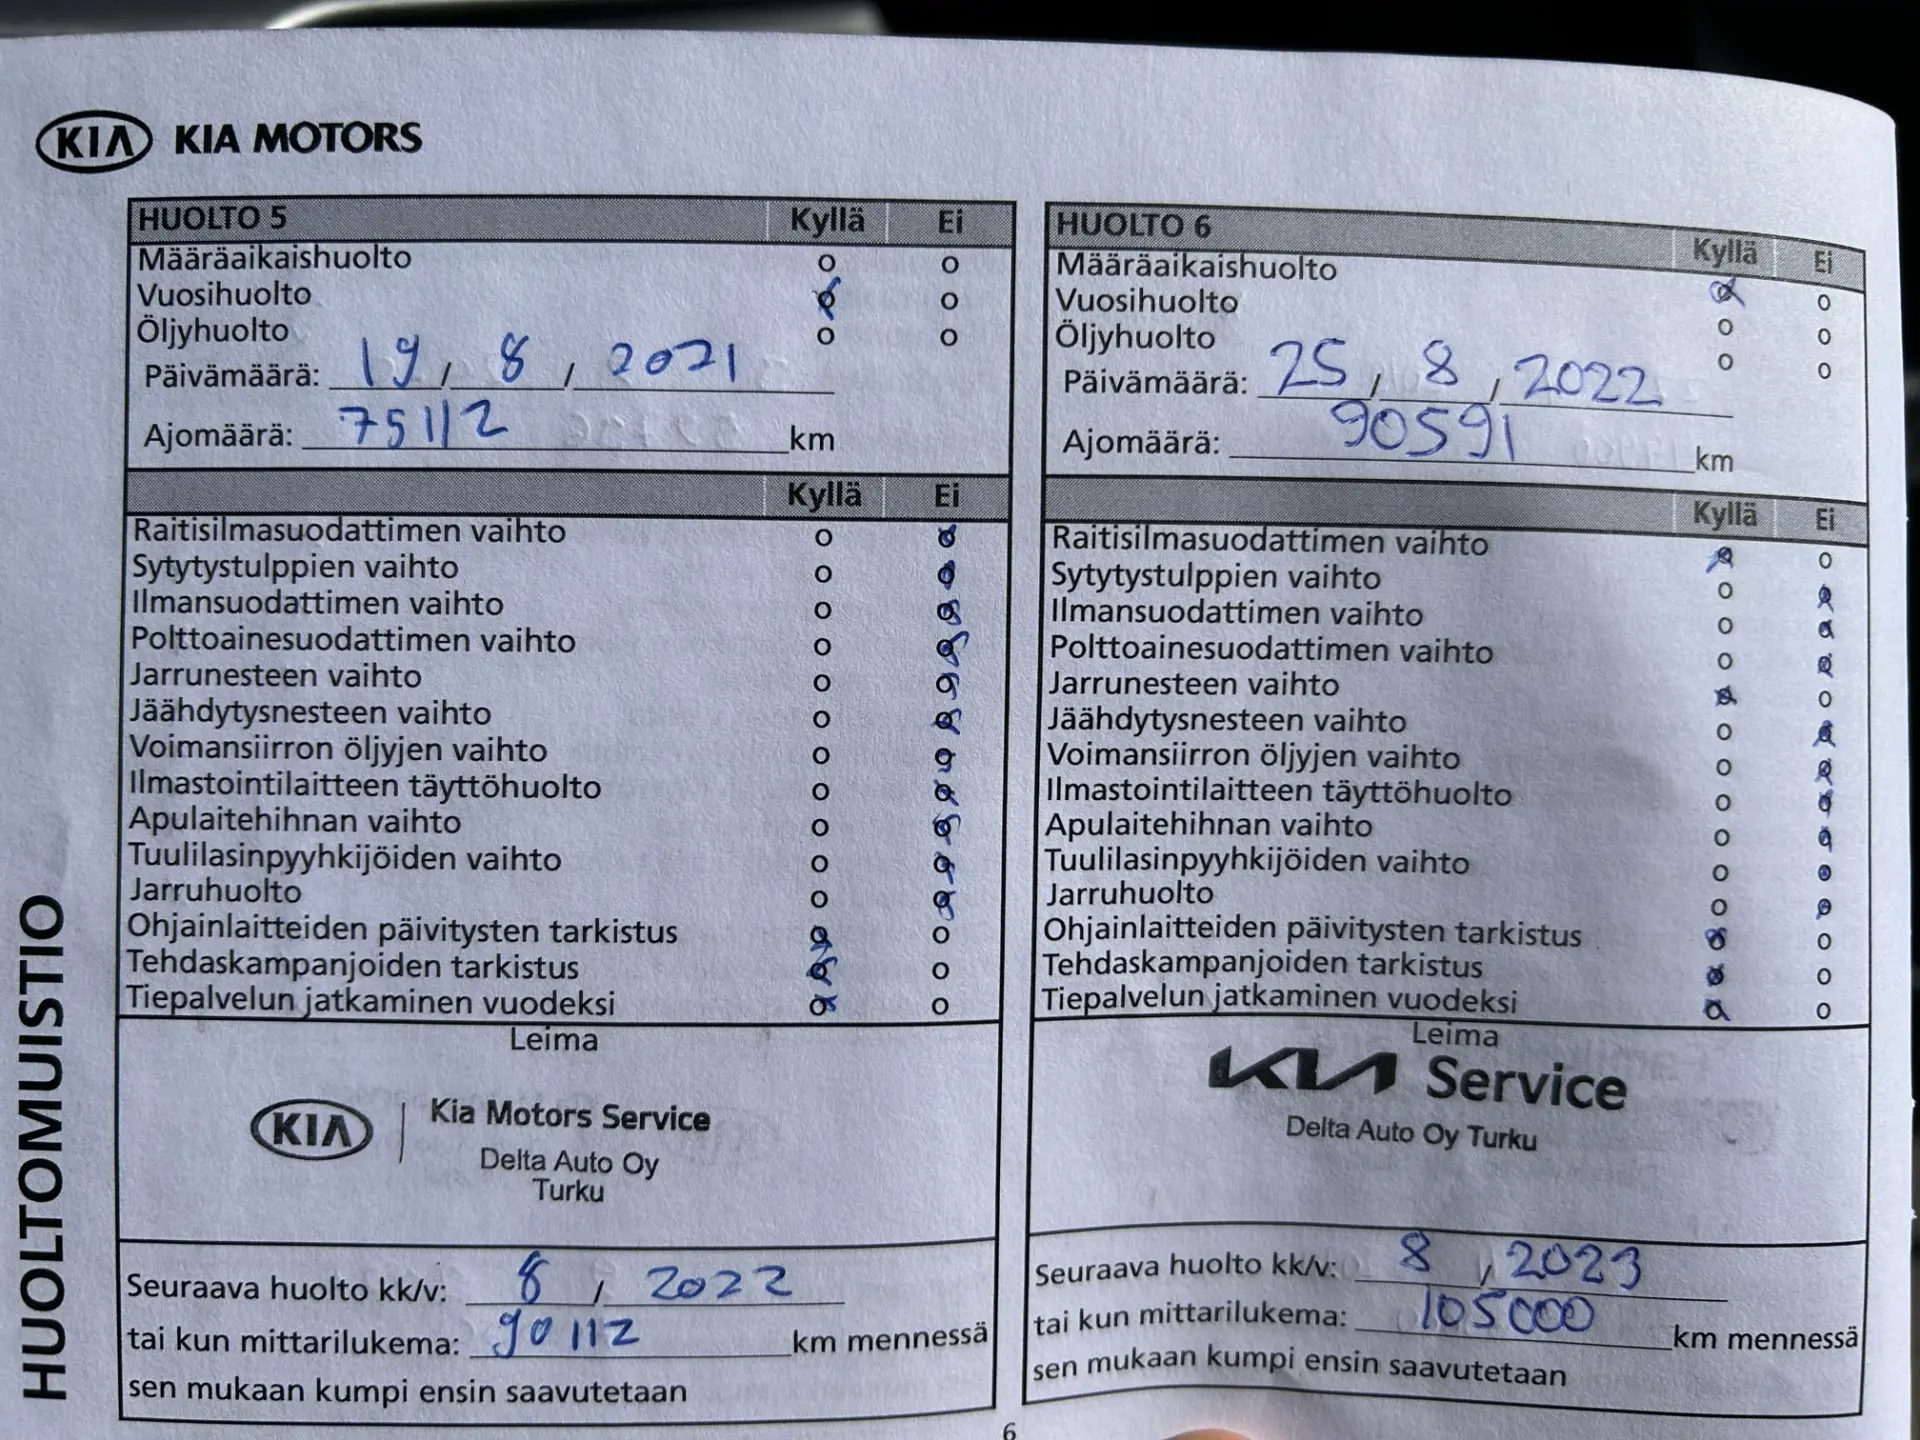 KIA KIA MOTORS
HUOLTOMUISTIO
HUOLTO 5 Kyllä Ei
Määräaikaishuolto o o
Vuosihuolto o o
Öljyhuolto o o
Päivämäärä: 19 / 8 / 2021
Ajomäärä: 75112 km
Kyllä Ei
Raitisilmasuodattimen vaihto o o
Sytytystulppien vaihto o o
Ilmansuodattimen vaihto o o
Polttoainesuodattimen vaihto o o
Jarrunesteen vaihto o o
Jäähdytysnesteen vaihto o o
Voimansiirron öljyjen vaihto o o
Ilmastointilaitteen täyttöhuolto o o
Apulaitehihnan vaihto o o
Tuulilasinpyyhkijöiden vaihto o o
Jarruhuolto o o
Ohjainlaitteiden päivitysten tarkistus o o
Tehdaskampanjoiden tarkistus o o
Tiepalvelun jatkaminen vuodeksi o o
Leima
KIA | Kia Motors Service
Delta Auto Oy
Turku
Seuraava huolto kk/v: 8 / 2022
tai kun mittarilukema: 90112 km mennessä
sen mukaan kumpi ensin saavutetaan
HUOLTO 6 Kyllä Ei
Määräaikaishuolto o o
Vuosihuolto o o
Öljyhuolto o o
Päivämäärä: 25 / 8 / 2022
Ajomäärä: 90591 km
Kyllä Ei
Raitisilmasuodattimen vaihto o o
Sytytystulppien vaihto o o
Ilmansuodattimen vaihto o o
Polttoainesuodattimen vaihto o o
Jarrunesteen vaihto o o
Jäähdytysnesteen vaihto o o
Voimansiirron öljyjen vaihto o o
Ilmastointilaitteen täyttöhuolto o o
Apulaitehihnan vaihto o o
Tuulilasinpyyhkijöiden vaihto o o
Jarruhuolto o o
Ohjainlaitteiden päivitysten tarkistus o o
Tehdaskampanjoiden tarkistus o o
Tiepalvelun jatkaminen vuodeksi o o
Leima
KIA Service
Delta Auto Oy Turku
Seuraava huolto kk/v: 8 / 2023
tai kun mittarilukema: 105000 km mennessä
sen mukaan kumpi ensin saavutetaan
6